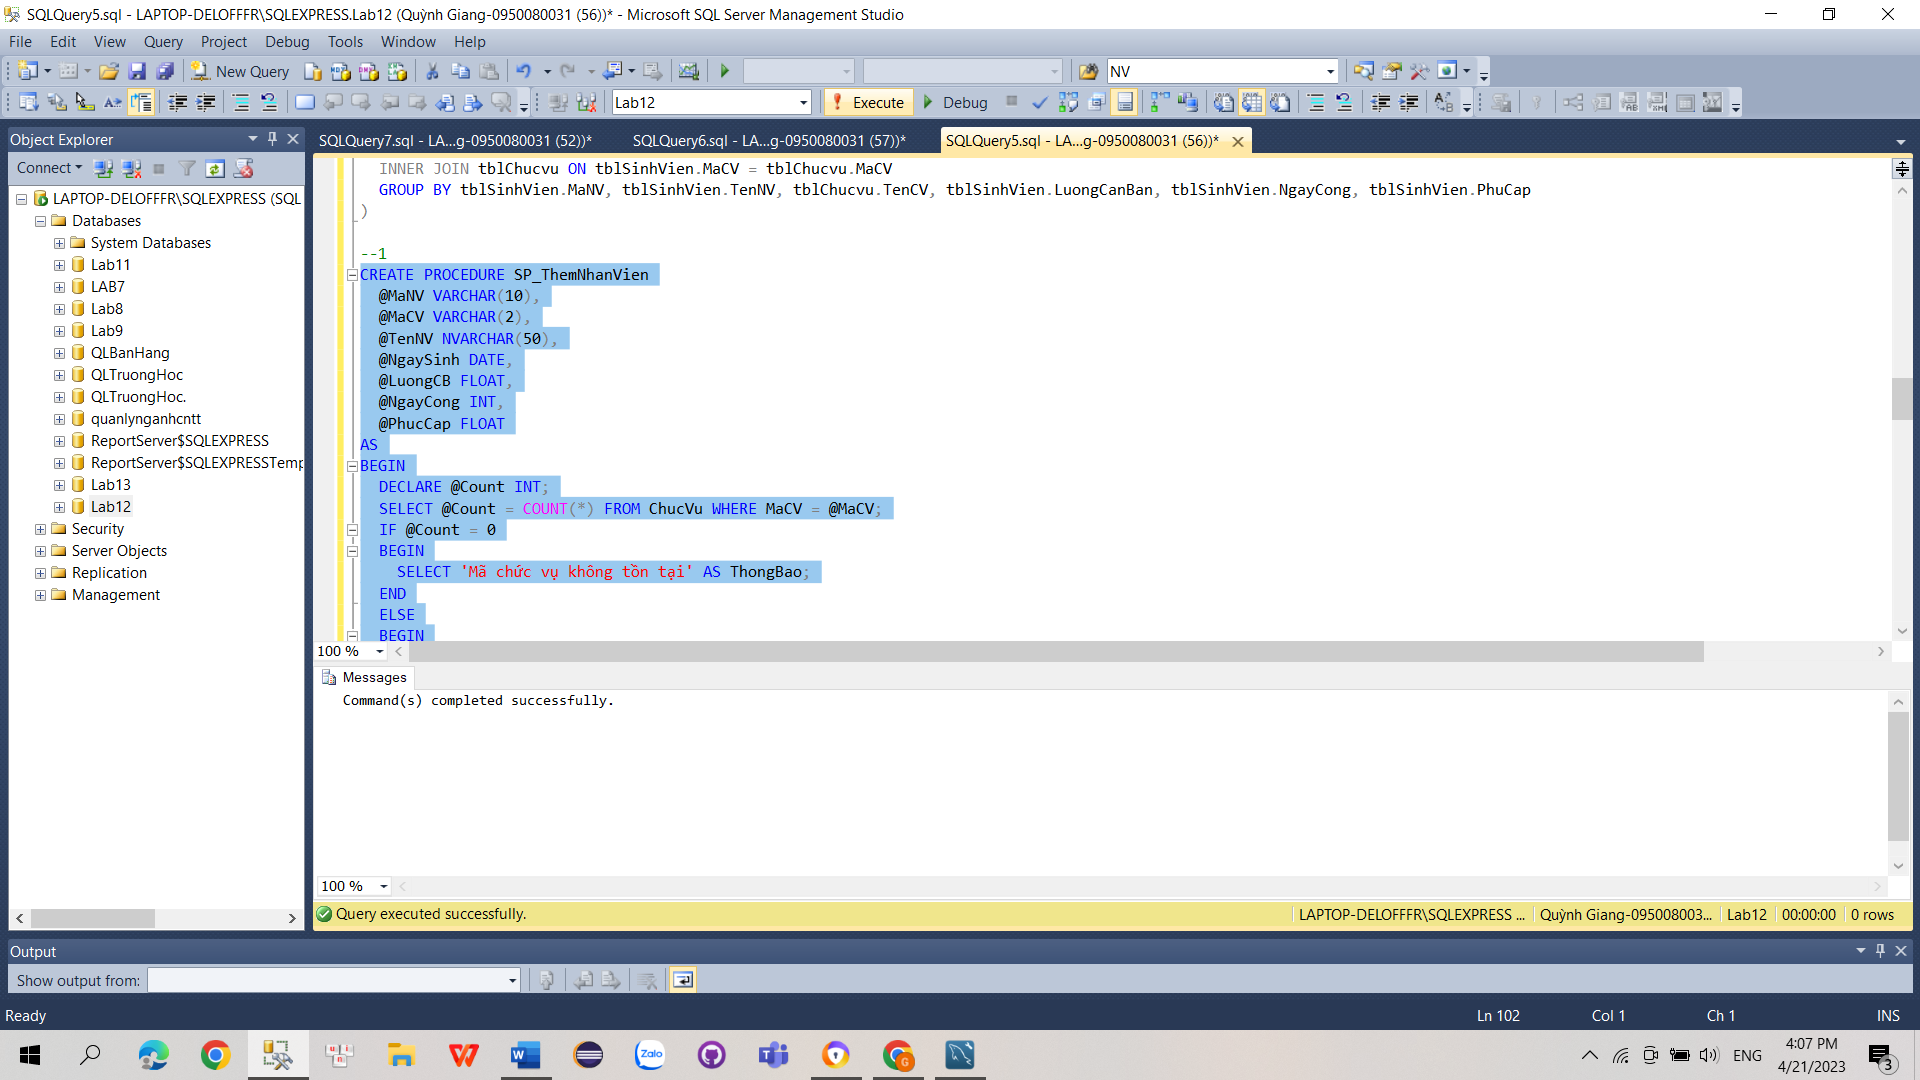 SQLQuery5.sql - LAPTOP-DELOFFFR\SQLEXPRESS.Lab12 (Quỳnh Giang-0950080031 (56))* - Microsoft SQL Server Management Studio
File Edit View Query Project Debug Tools Window Help
New Query NV
Lab12 Execute Debug
Object Explorer
SQLQuery7.sql - LA...g-0950080031 (52))* SQLQuery6.sql - LA...g-0950080031 (57))* SQLQuery5.sql - LA...g-0950080031 (56))*
Connect
LAPTOP-DELOFFFR\SQLEXPRESS (SQL
Databases
System Databases
Lab11
LAB7
Lab8
Lab9
QLBanHang
QLTruongHoc
QLTruongHoc.
quanlynganhcntt
ReportServer$SQLEXPRESS
ReportServer$SQLEXPRESSTemp
Lab13
Lab12
Security
Server Objects
Replication
Management
INNER JOIN tblChucvu ON tblSinhVien.MaCV = tblChucvu.MaCV
GROUP BY tblSinhVien.MaNV, tblSinhVien.TenNV, tblChucvu.TenCV, tblSinhVien.LuongCanBan, tblSinhVien.NgayCong, tblSinhVien.PhuCap
)
--1
CREATE PROCEDURE SP_ThemNhanVien
@MaNV VARCHAR(10),
@MaCV VARCHAR(2),
@TenNV NVARCHAR(50),
@NgaySinh DATE,
@LuongCB FLOAT,
@NgayCong INT,
@PhucCap FLOAT
AS
BEGIN
DECLARE @Count INT;
SELECT @Count = COUNT(*) FROM ChucVu WHERE MaCV = @MaCV;
IF @Count = 0
BEGIN
SELECT 'Mã chức vụ không tồn tại' AS ThongBao;
END
ELSE
BEGIN
100 %
Messages
Command(s) completed successfully.
100 %
Query executed successfully. LAPTOP-DELOFFFR\SQLEXPRESS ... Quỳnh Giang-095008003... Lab12 00:00:00 0 rows
Output
Show output from:
Ready Ln 102 Col 1 Ch 1 INS
Zalo
ENG
4:07 PM
4/21/2023
3